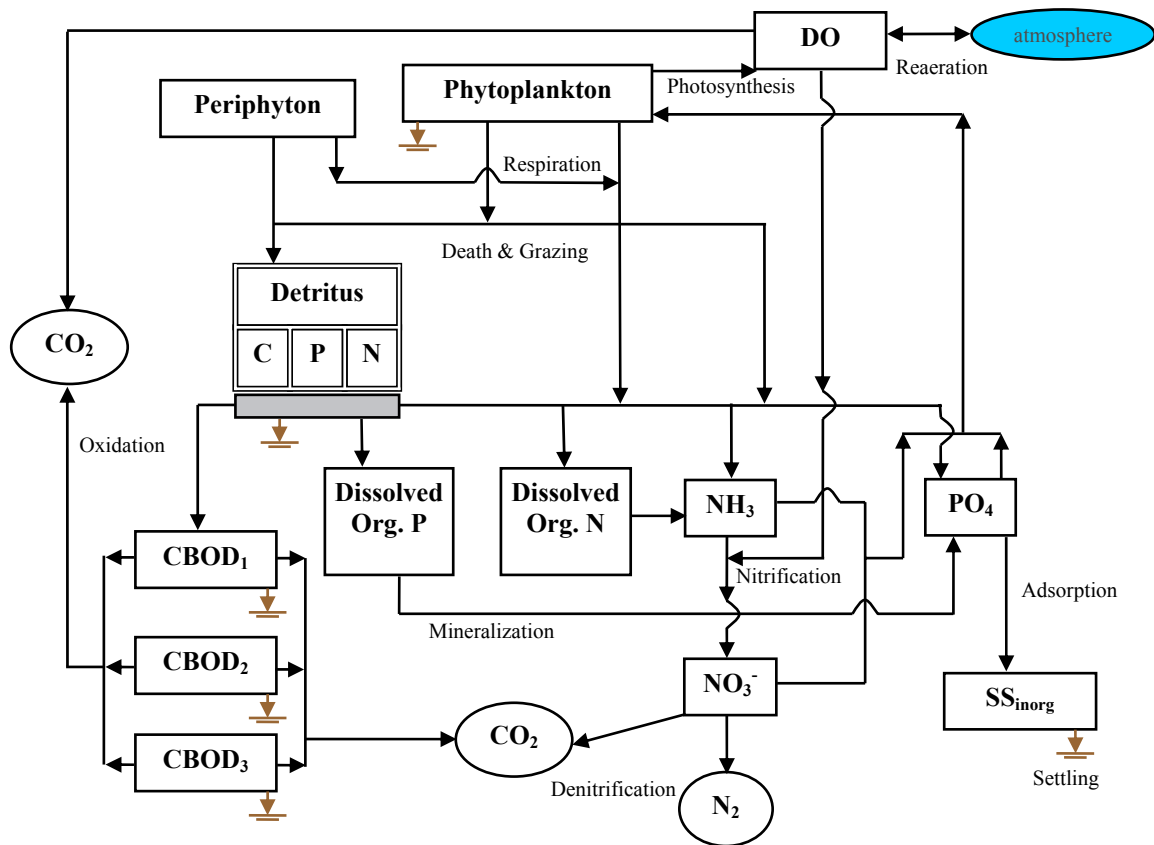 DO
atmosphere
Reaeration
Phytoplankton
Photosynthesis
Periphyton
Respiration
Death & Grazing
Detritus
C
P
N
CO₂
Oxidation
Dissolved
Org. P
Dissolved
Org. N
NH₃
PO₄
CBOD₁
Nitrification
Adsorption
Mineralization
CBOD₂
NO₃⁻
SSinorg
CBOD₃
CO₂
Denitrification
N₂
Settling